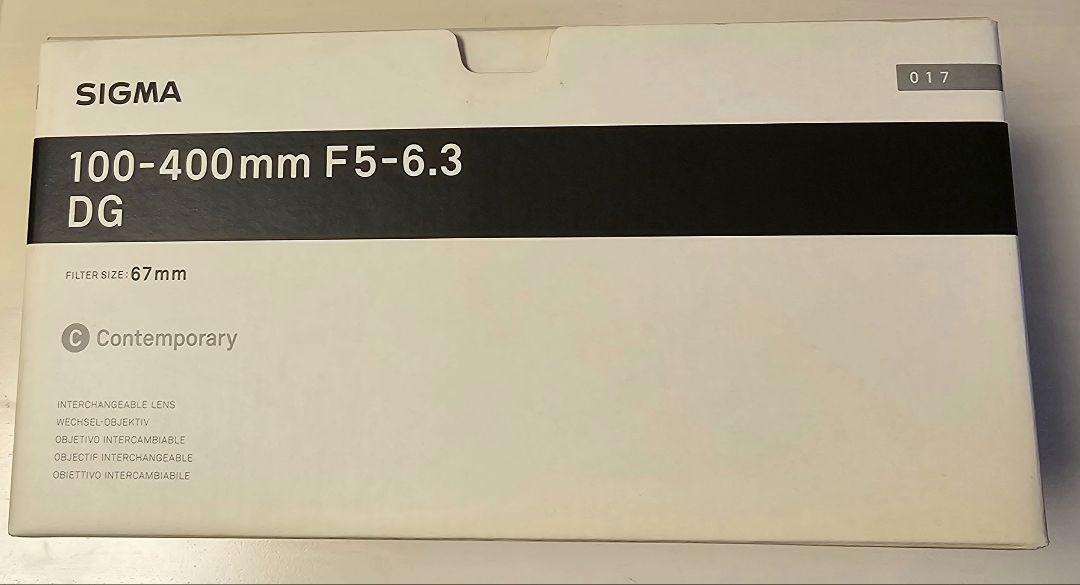 SIGMA
017
100-400mm F5-6.3
DG
FILTER SIZE: 67mm
C Contemporary
INTERCHANGEABLE LENS
WECHSEL-OBJEKTIV
OBJETIVO INTERCAMBIABLE
OBJECTIF INTERCHANGEABLE
OBIETTIVO INTERCAMBIABILE